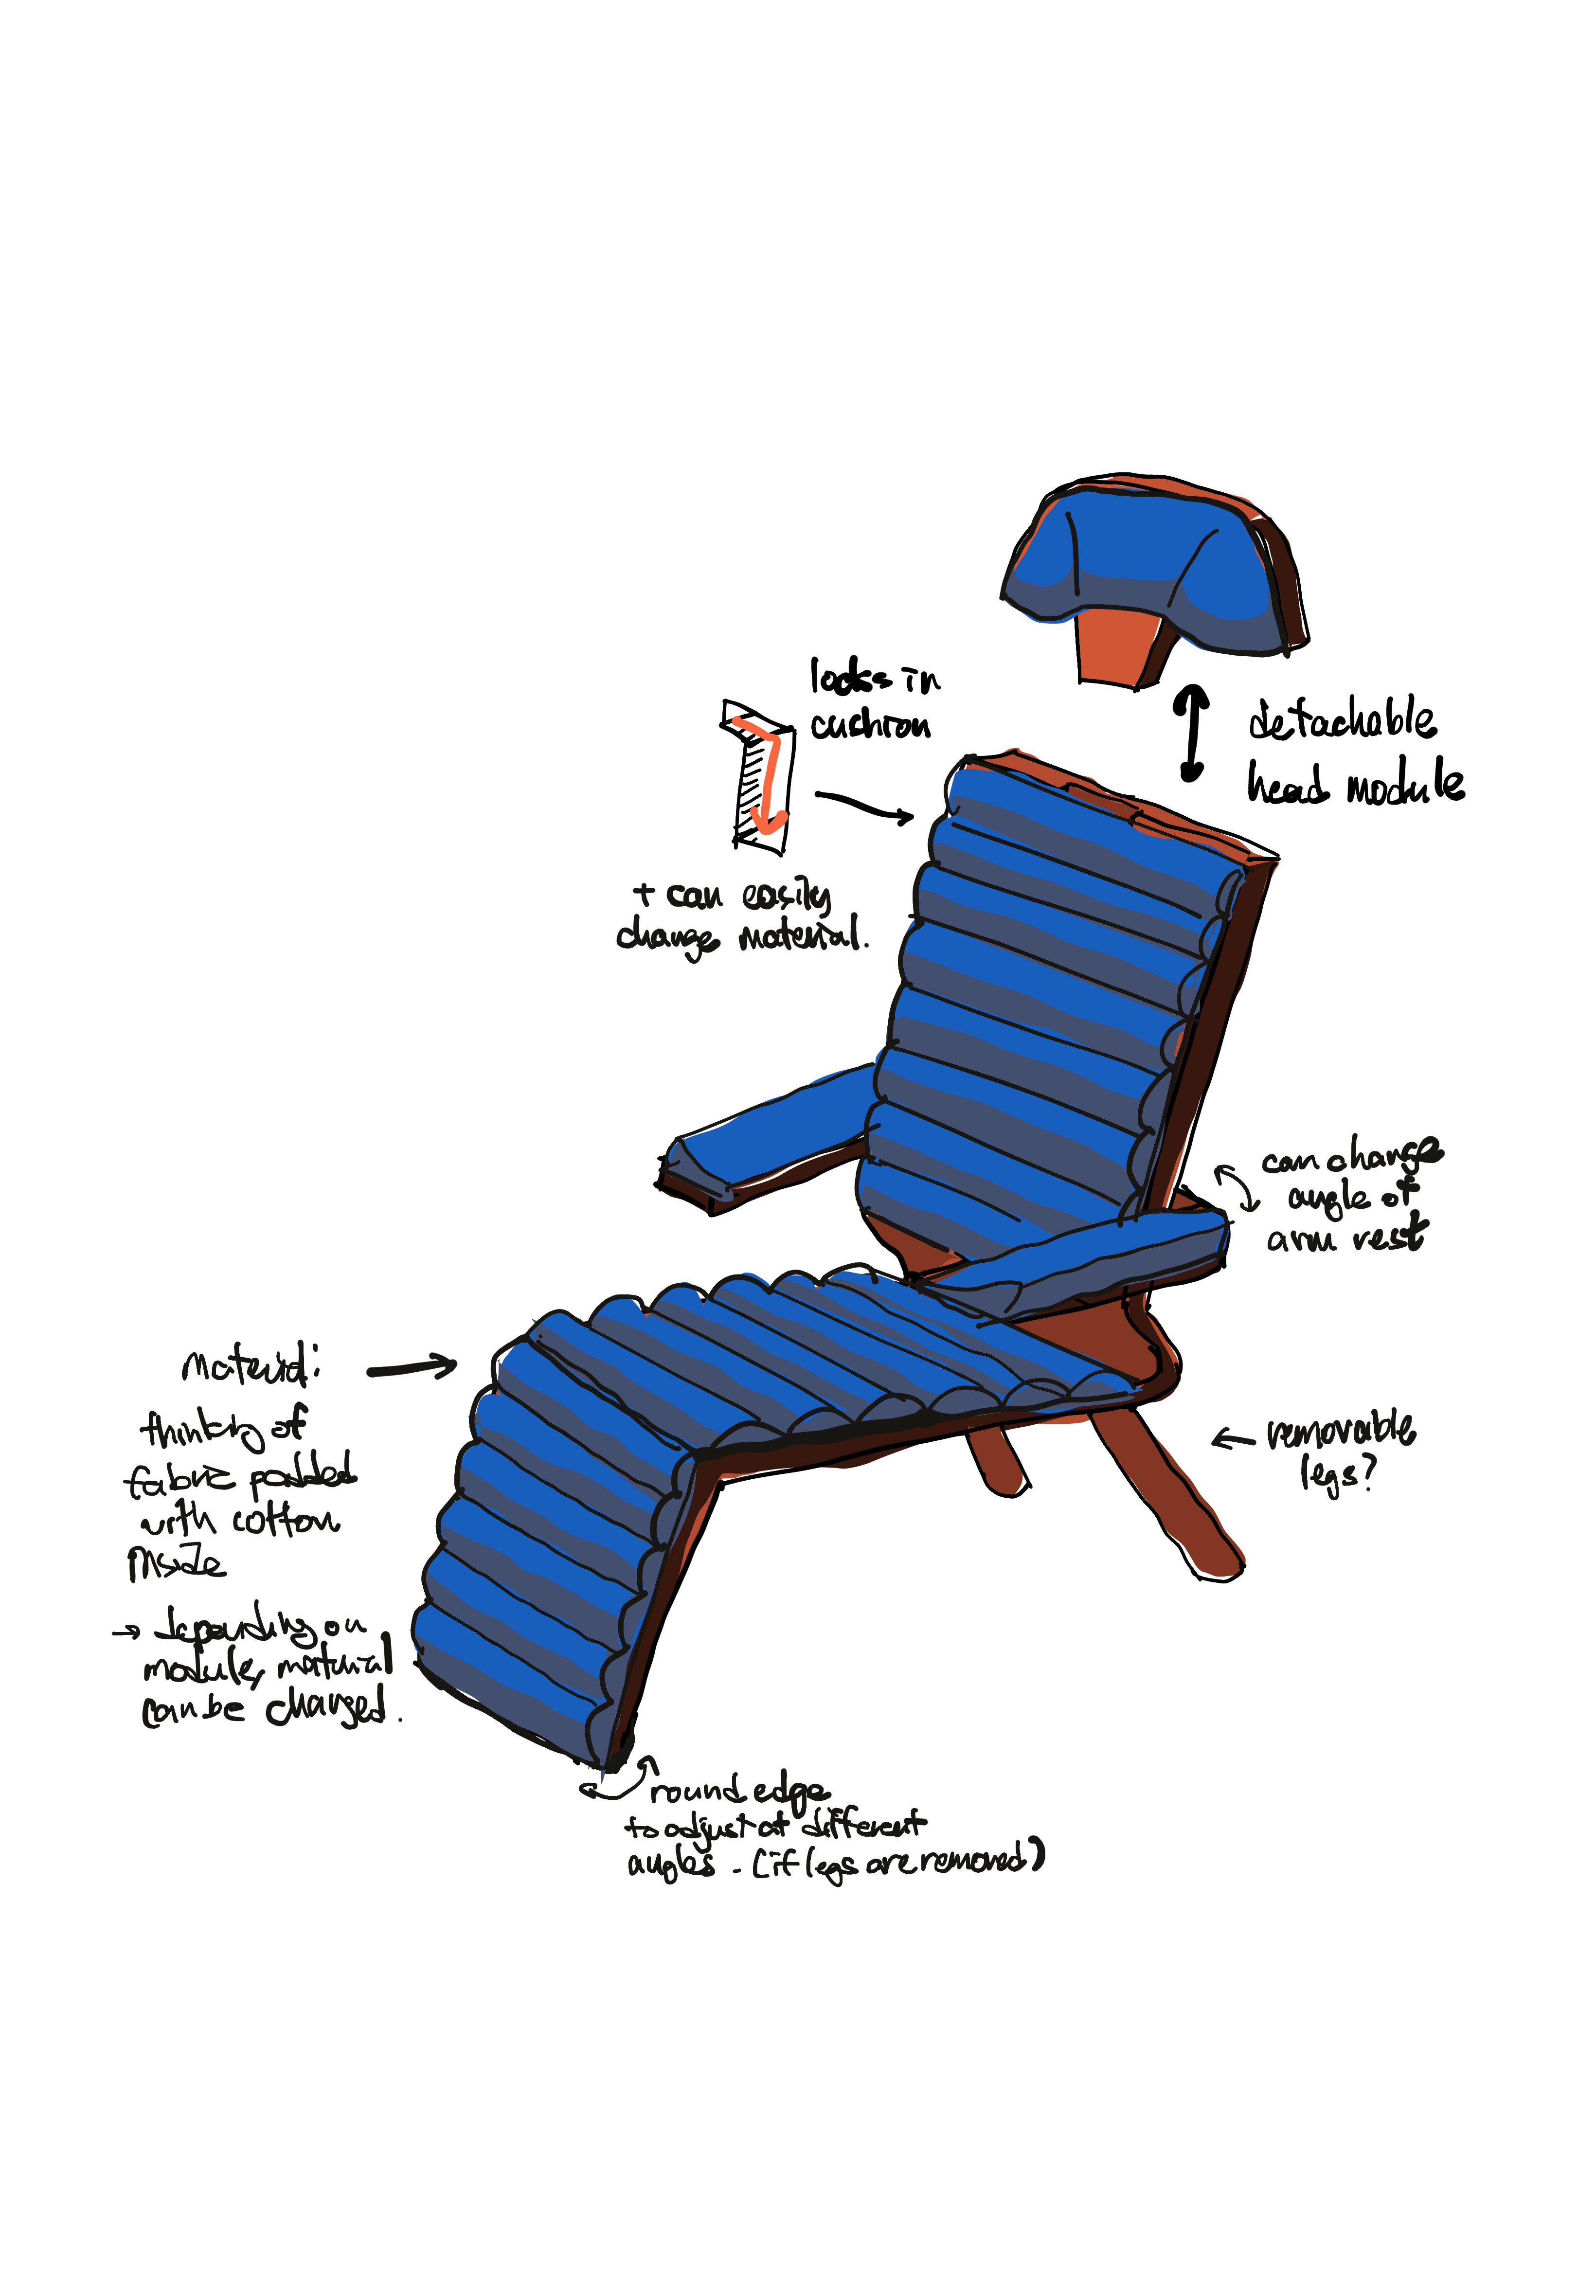 locks in
cushion
detachable
head module
+ can easily
change material.
can change
angle of
arm rest
material:
thinking of
fabric padded
with cotton
inside
removable
legs?
→ depending on
module, material
can be changed.
round edge
to adjust at different
angles. (if legs are removed)